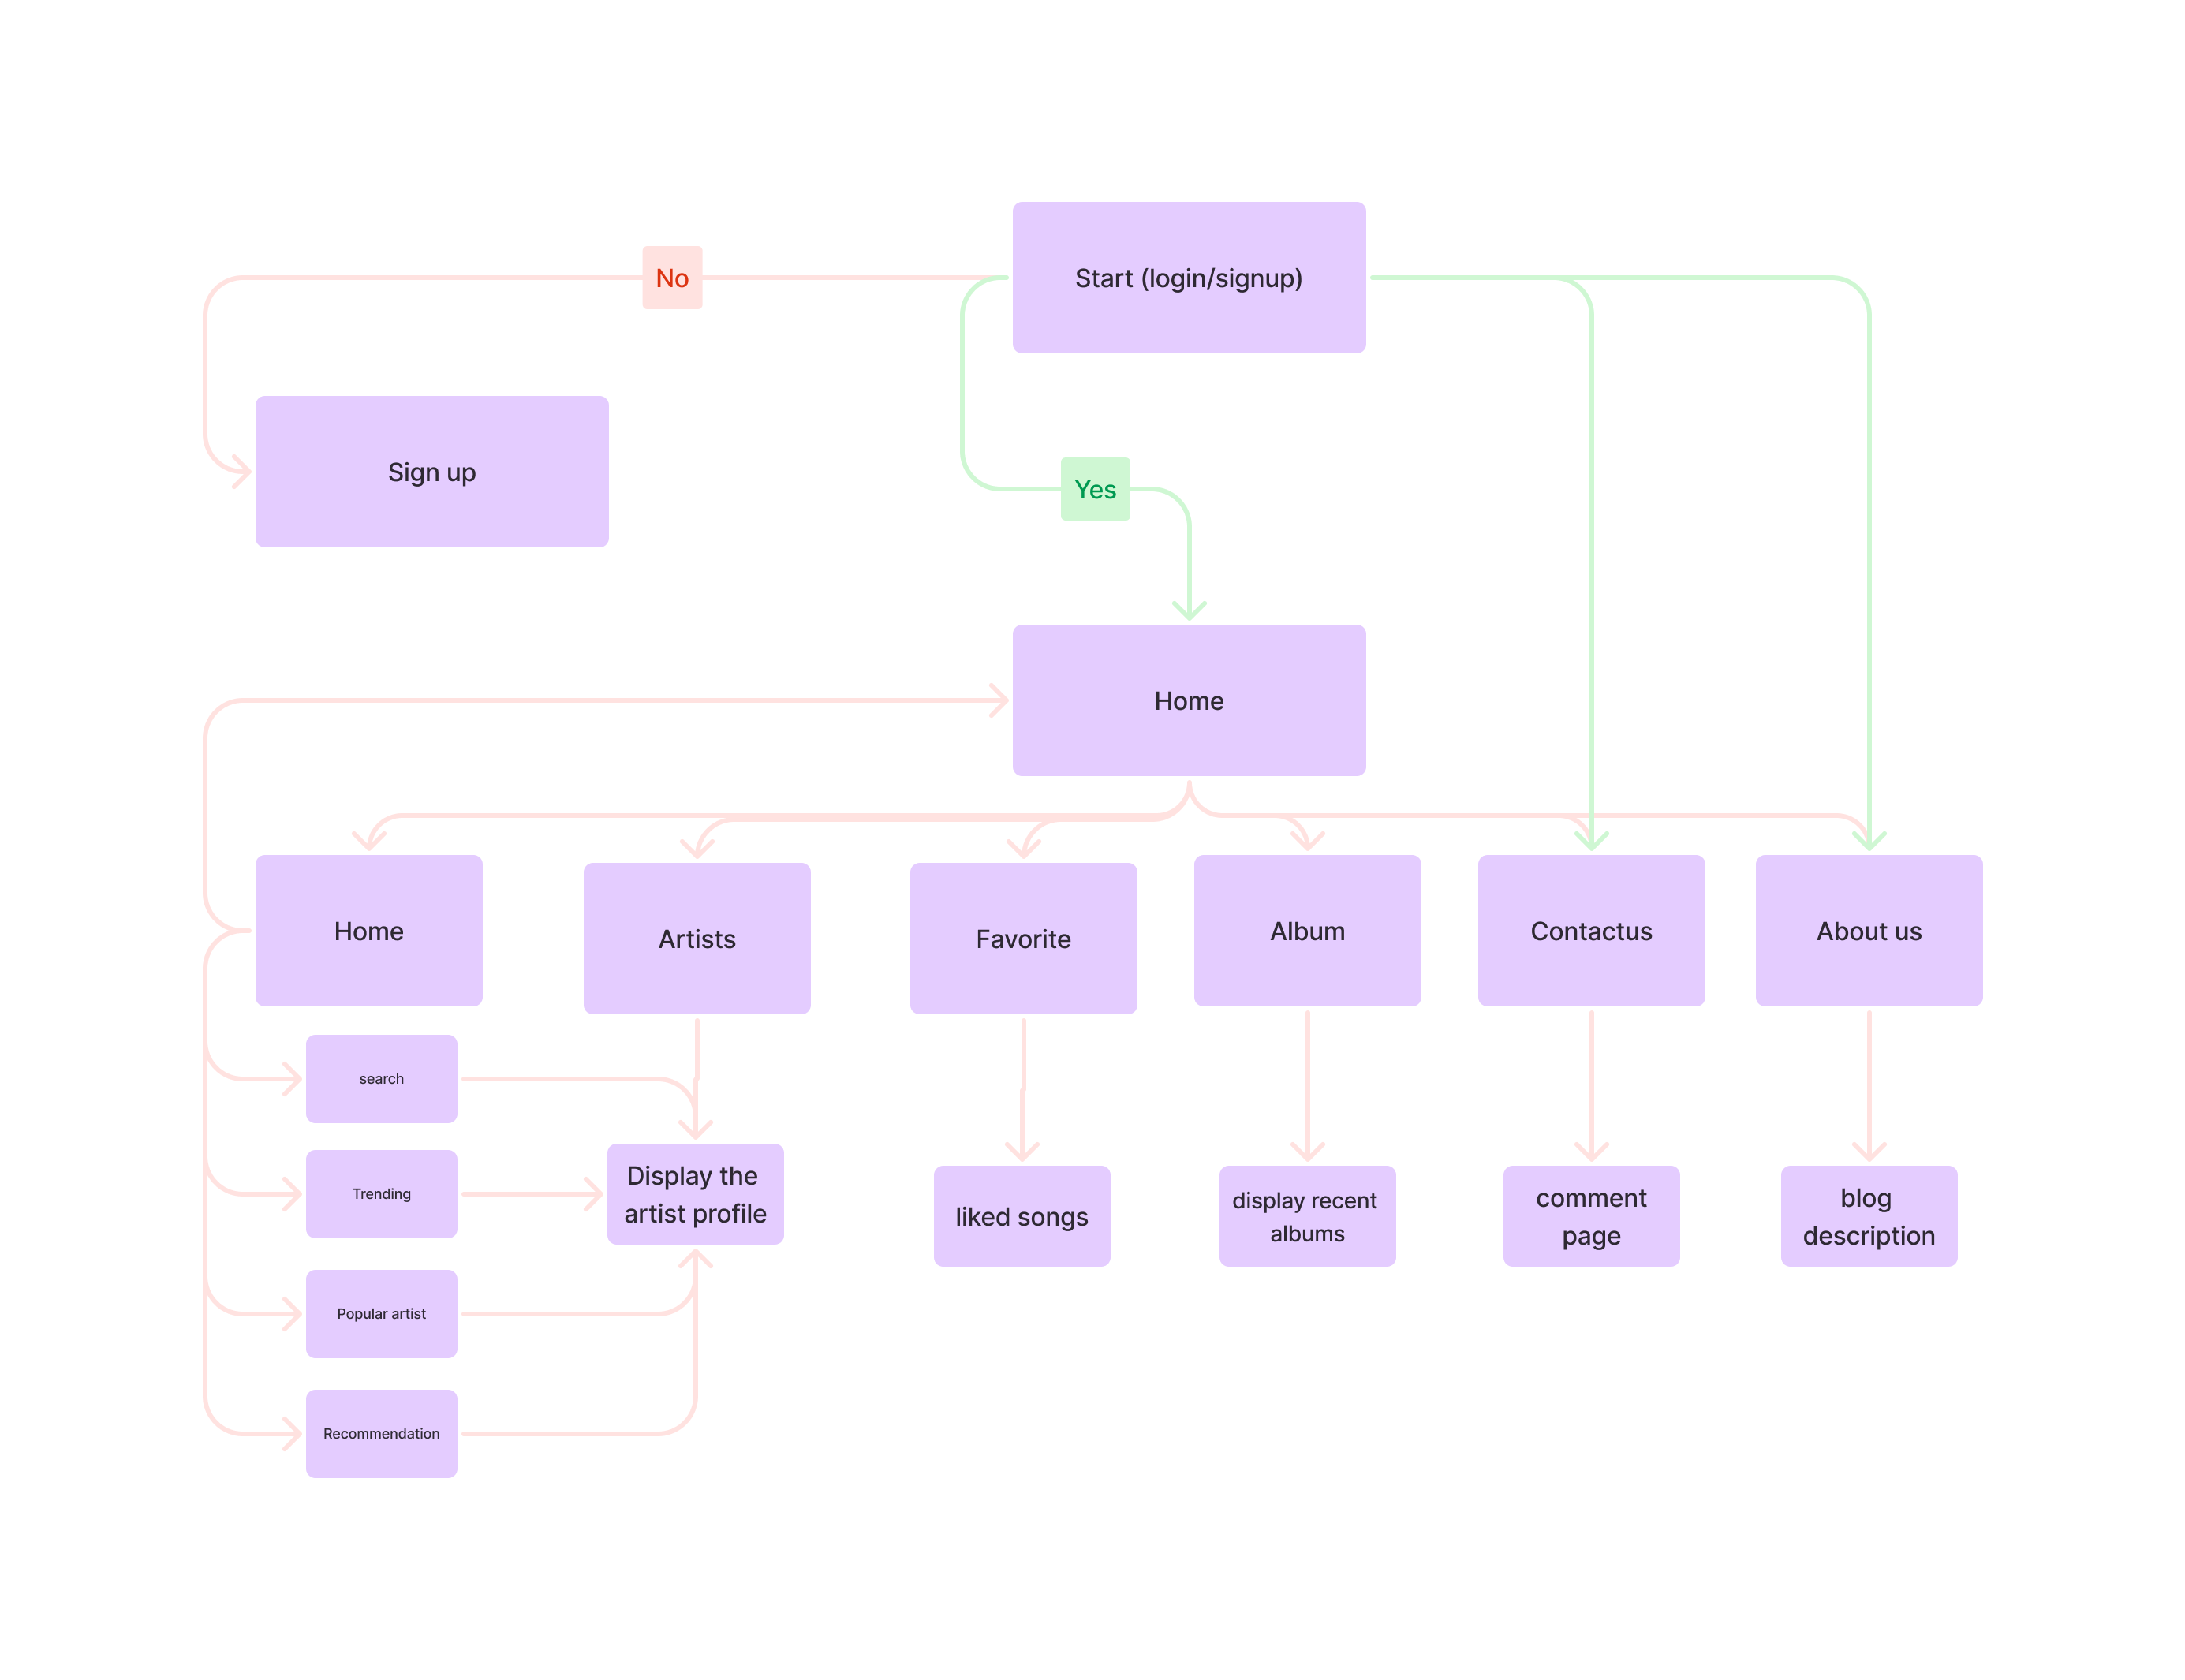 Start (login/signup)
No
Sign up
Yes
Home
Home
Artists
Favorite
Album
Contactus
About us
search
Trending
Popular artist
Recommendation
Display the
artist profile
liked songs
display recent
albums
comment
page
blog
description